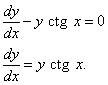 dy/dx − y ctg x = 0
dy/dx = y ctg x.